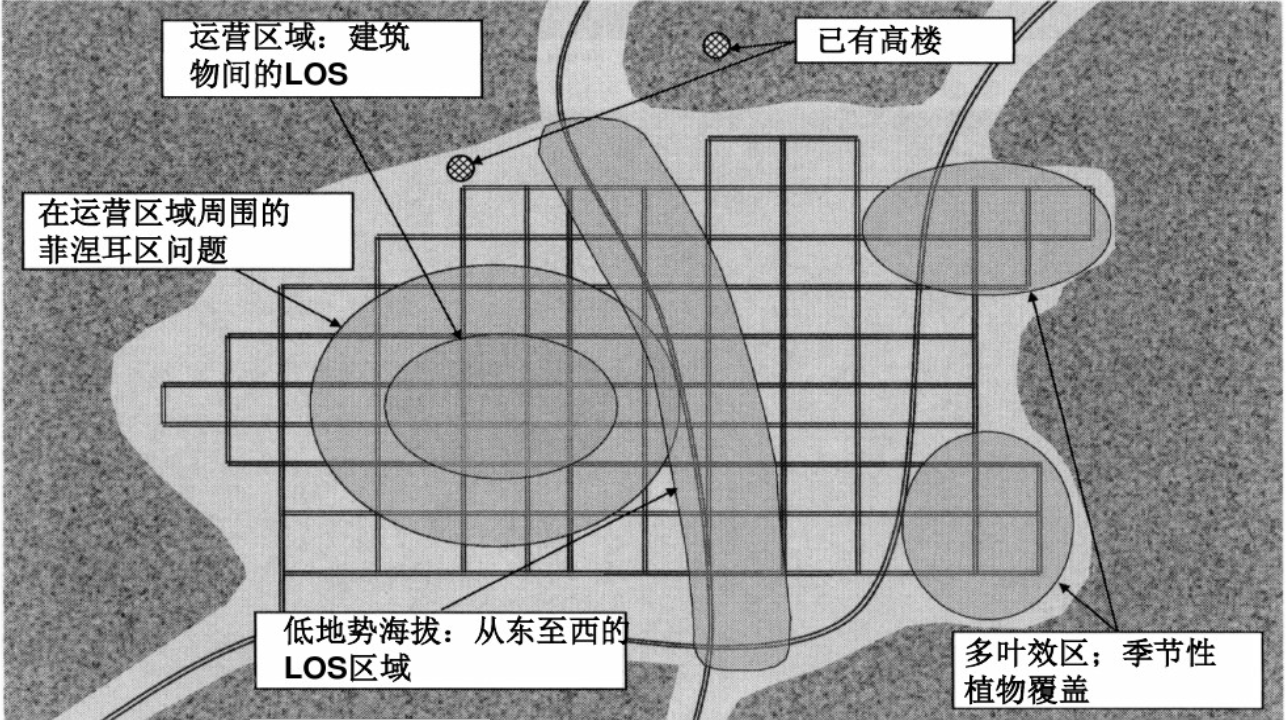 运营区域：建筑
物间的LOS
已有高楼
在运营区域周围的
菲涅耳区问题
低地势海拔：从东至西的
LOS区域
多叶效区；季节性
植物覆盖